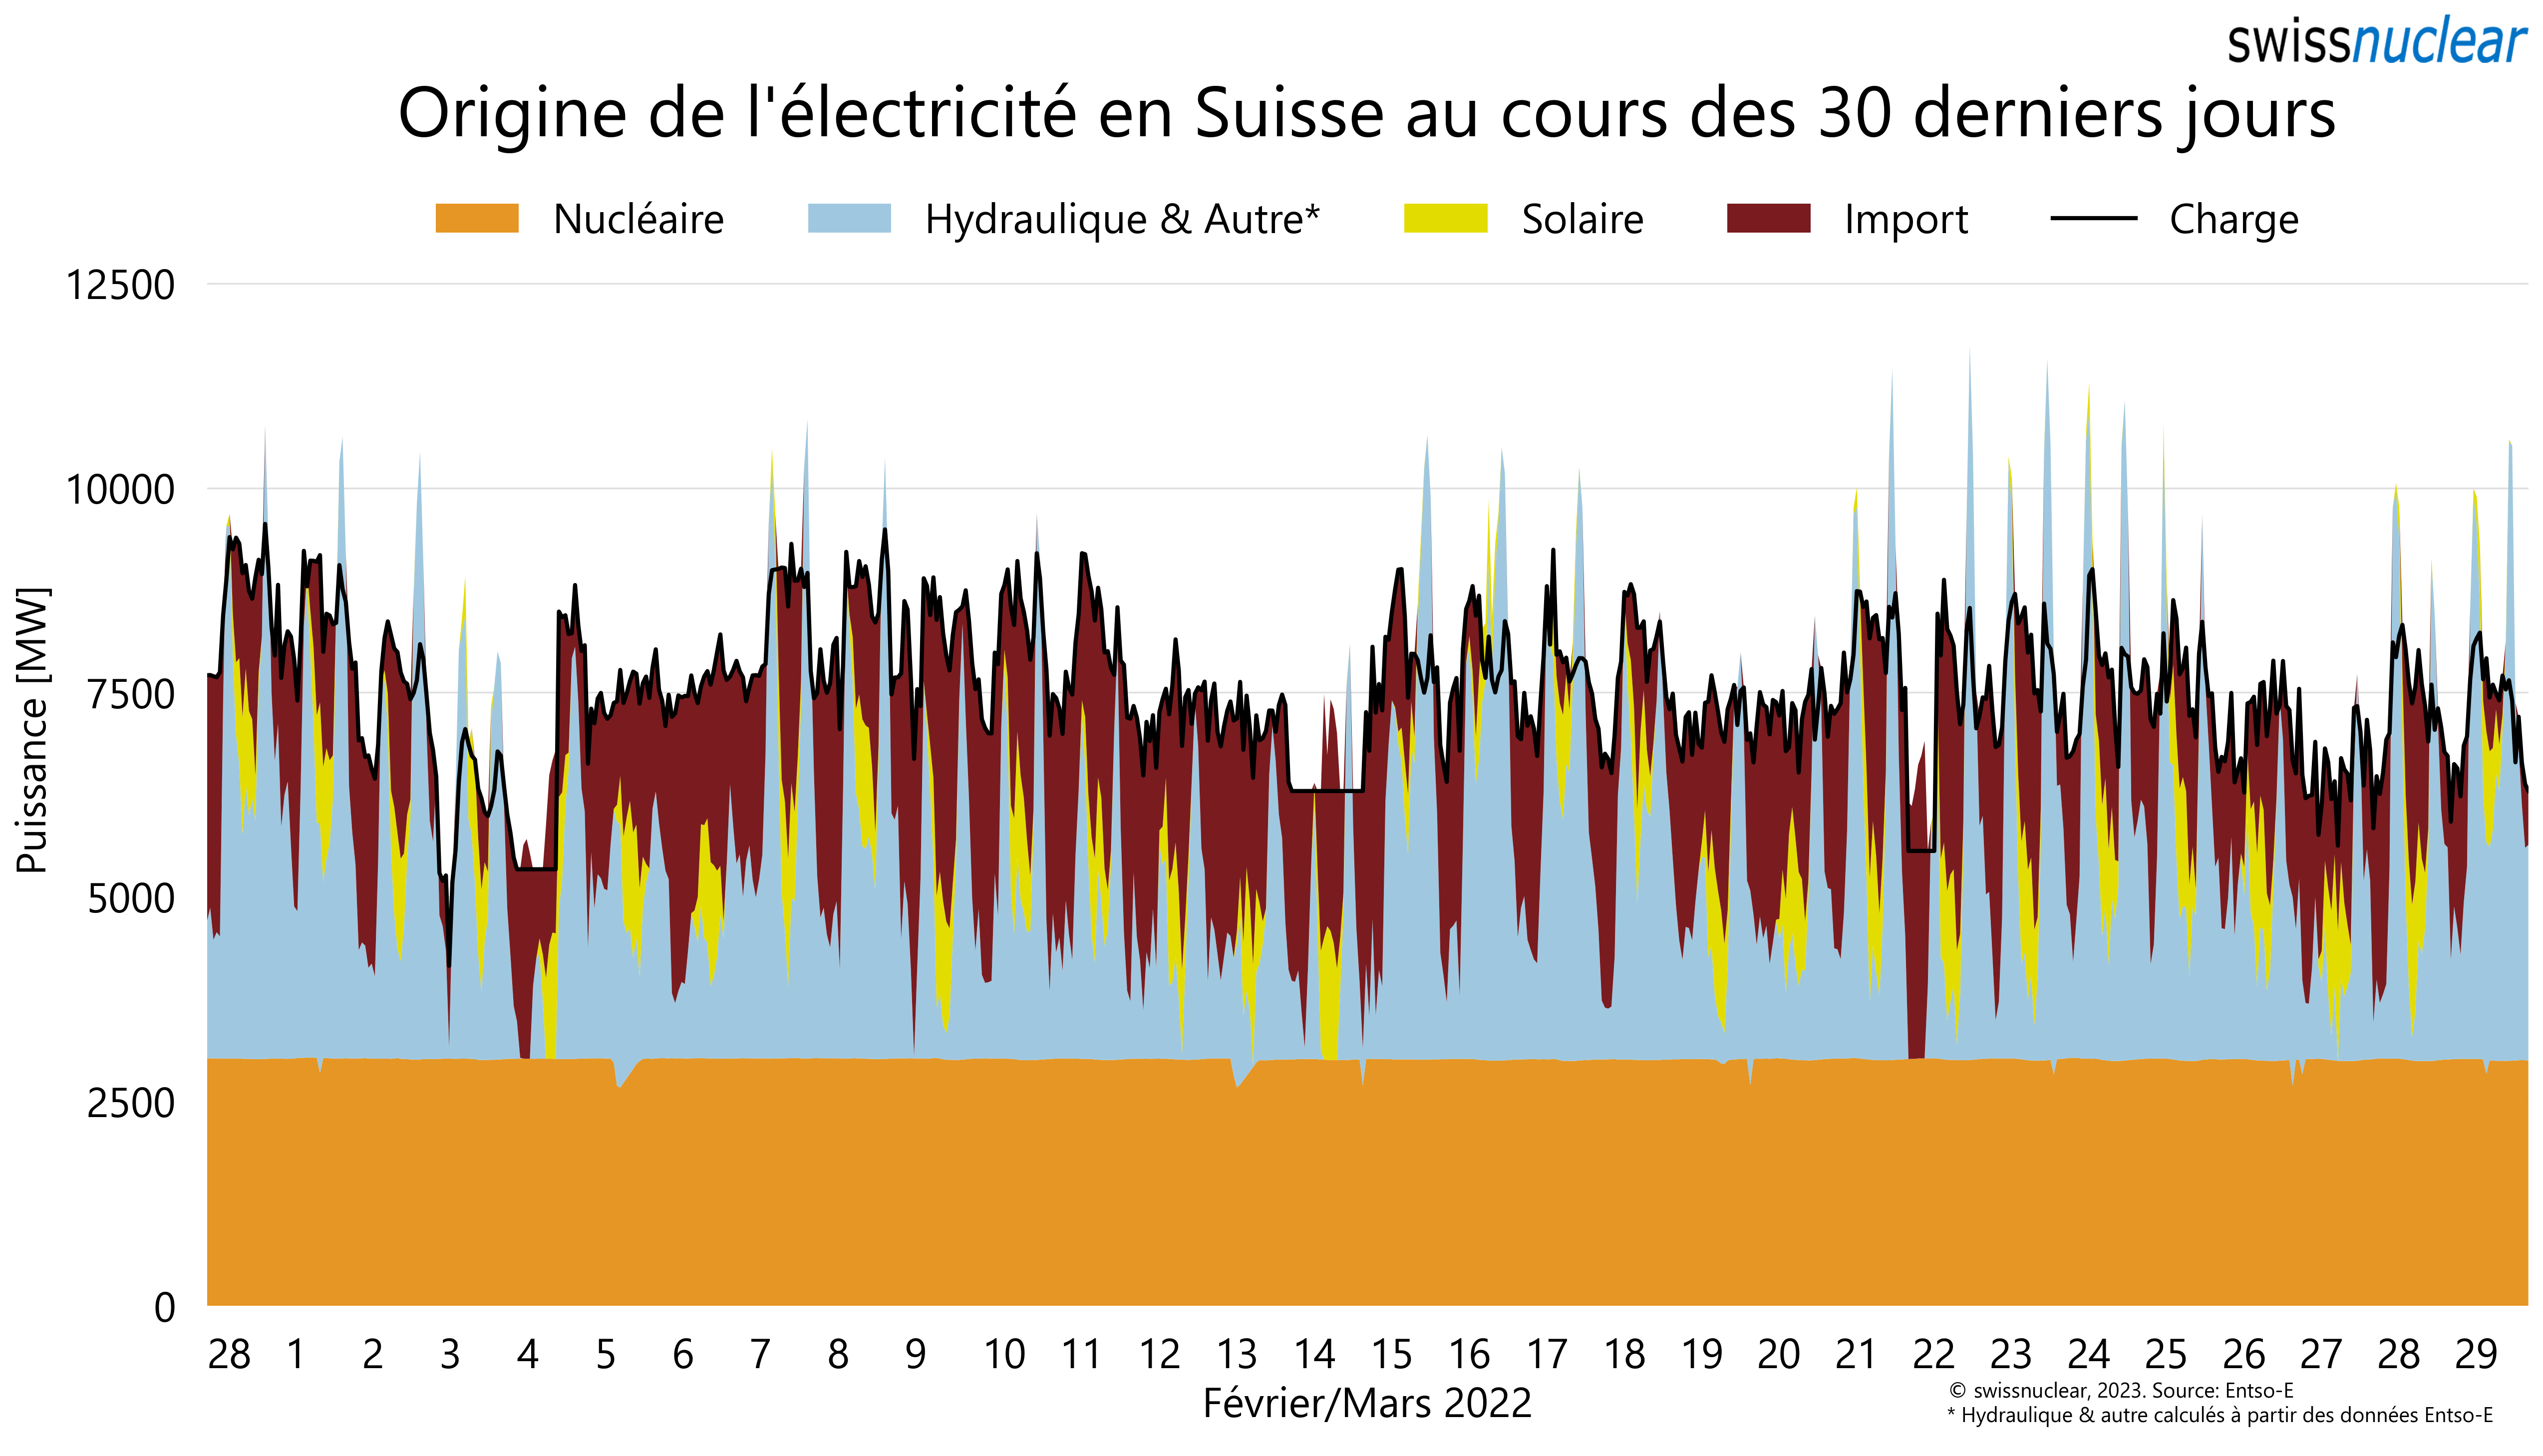 swissnuclear
Origine de l'électricité en Suisse au cours des 30 derniers jours
Nucléaire Hydraulique & Autre* Solaire Import Charge
12500
10000
7500
5000
2500
0
Puissance [MW]
28 1 2 3 4 5 6 7 8 9 10 11 12 13 14 15 16 17 18 19 20 21 22 23 24 25 26 27 28 29
Février/Mars 2022
© swissnuclear, 2023. Source: Entso-E
* Hydraulique & autre calculés à partir des données Entso-E